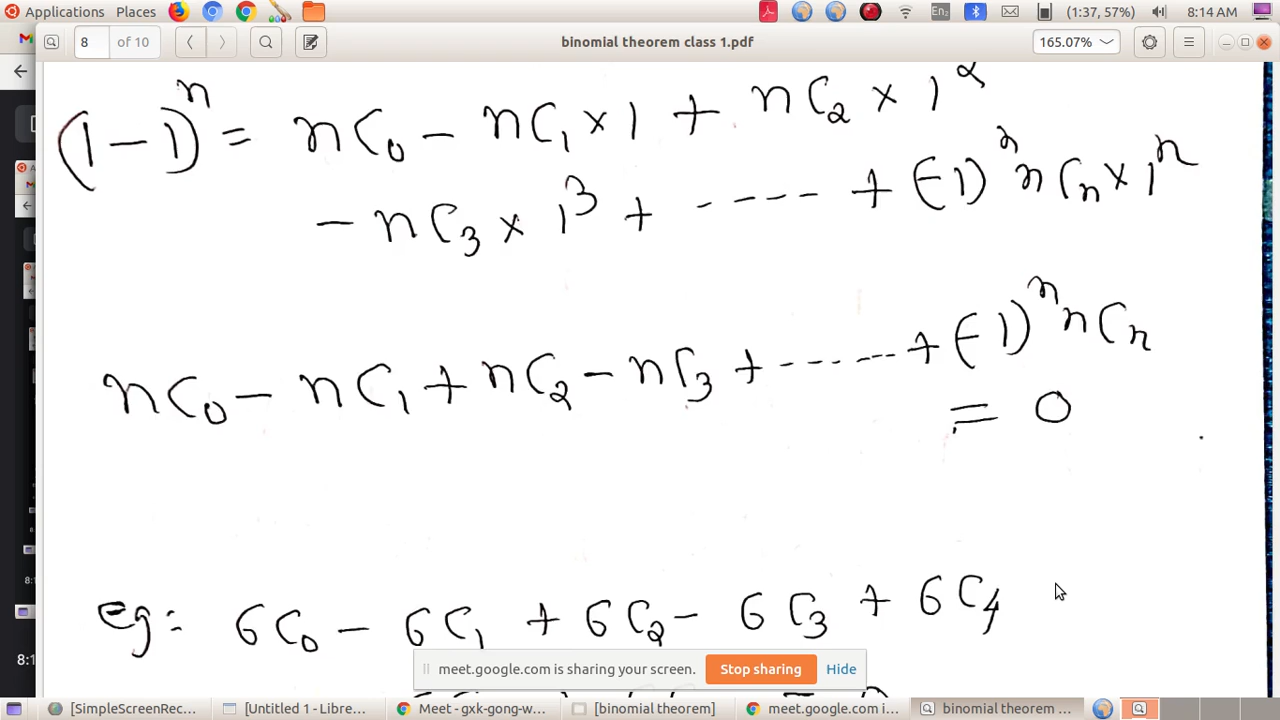 Applications Places En₂ (1:37, 57%) 8:14 AM
8 of 10 binomial theorem class 1.pdf 165.07%
(1-1)ⁿ = nC₀ - nC₁ × 1 + nC₂ × 1²
- nC₃ × 1³ + ----- + (-1)ⁿ nCₙ × 1ⁿ
nC₀ - nC₁ + nC₂ - nC₃ + ------ + (-1)ⁿ nCₙ
= 0
eg: 6C₀ - 6C₁ + 6C₂ - 6C₃ + 6C₄
meet.google.com is sharing your screen. Stop sharing Hide
[SimpleScreenRec... [Untitled 1 - Libre... Meet - gxk-gong-w... [binomial theorem] meet.google.com i... binomial theorem ...